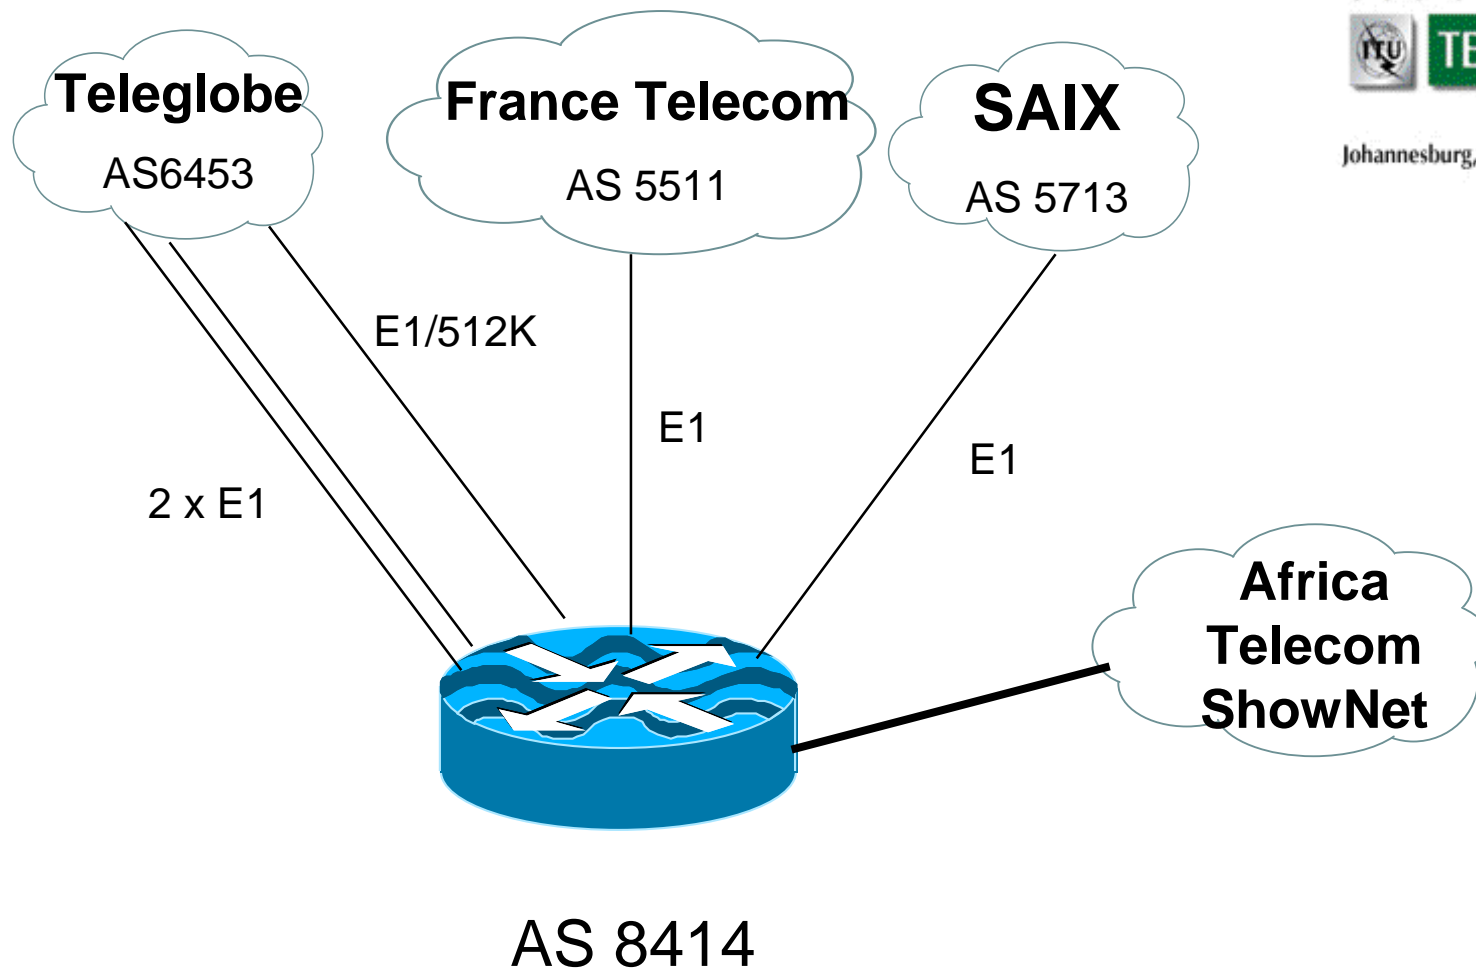 Teleglobe
AS6453
France Telecom
AS 5511
SAIX
AS 5713
ITU
Johannesburg,
E1/512K
E1
E1
2 x E1
Africa
Telecom
ShowNet
AS 8414